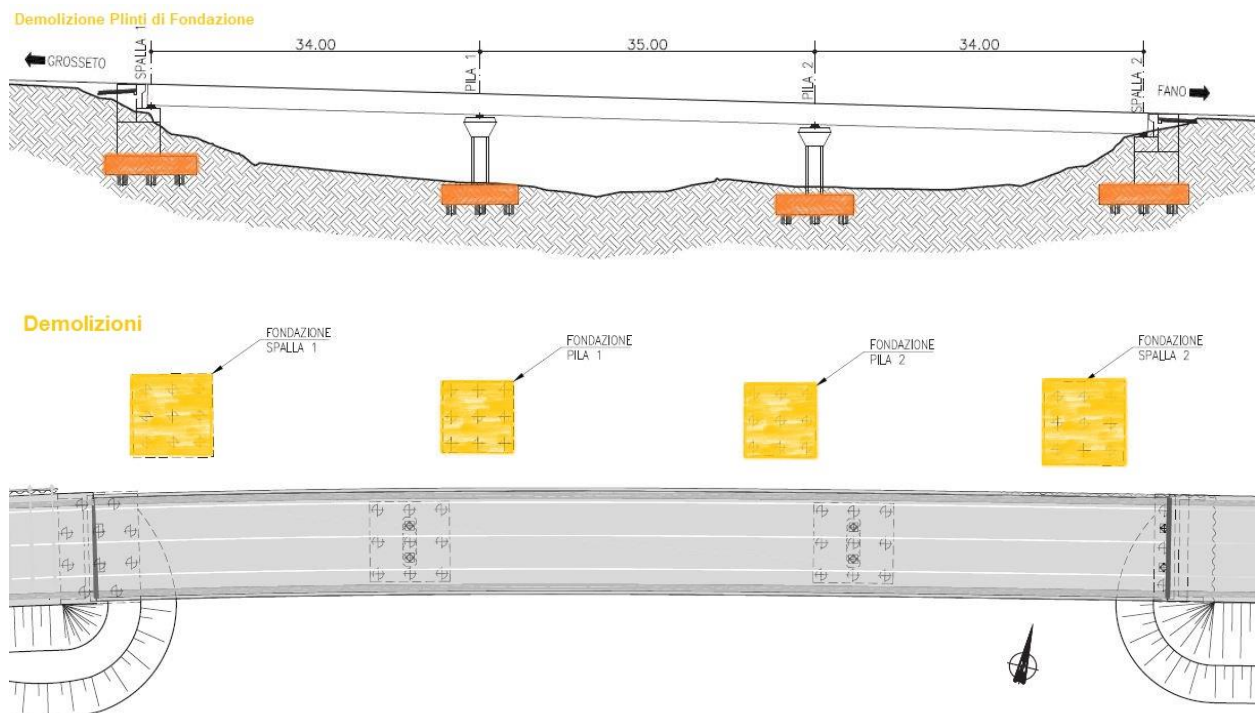 Demolizione Plinti di Fondazione
GROSSETO
SPALLA 1
34.00
PILA 1
35.00
PILA 2
34.00
SPALLA 2
FANO
Demolizioni
FONDAZIONE
SPALLA 1
FONDAZIONE
PILA 1
FONDAZIONE
PILA 2
FONDAZIONE
SPALLA 2